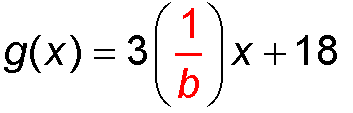 g(x) = 3(1/b)x + 18